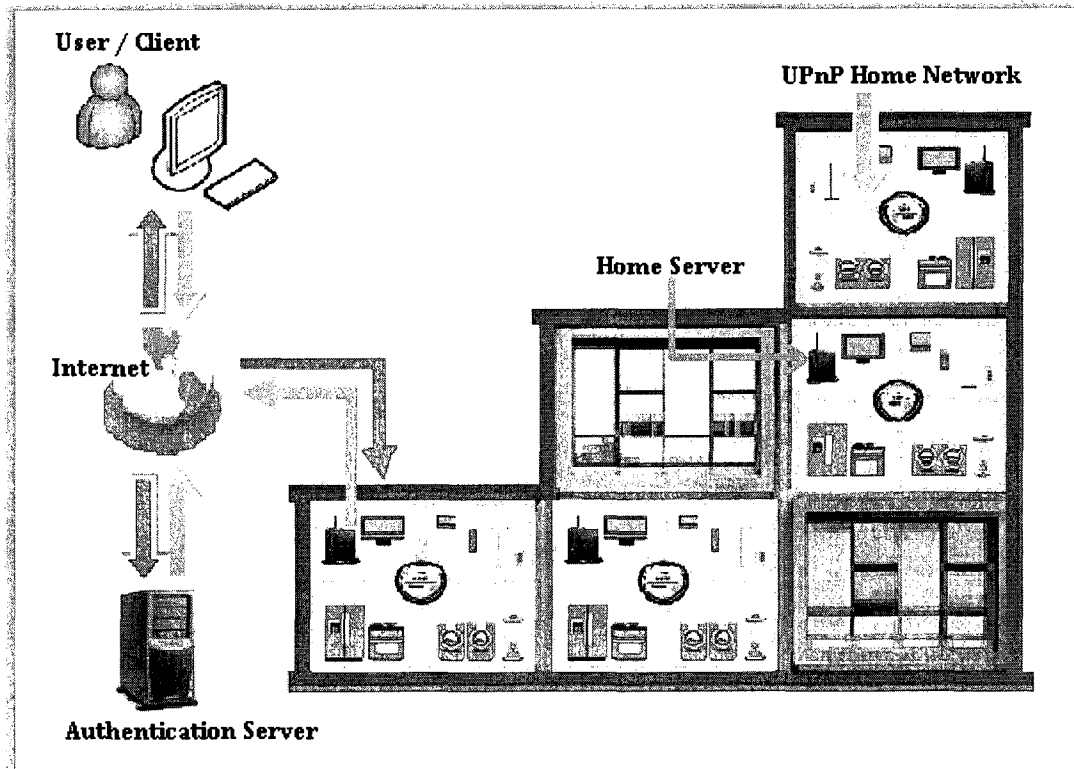 User / Client
UPnP Home Network
Home Server
Internet
Authentication Server